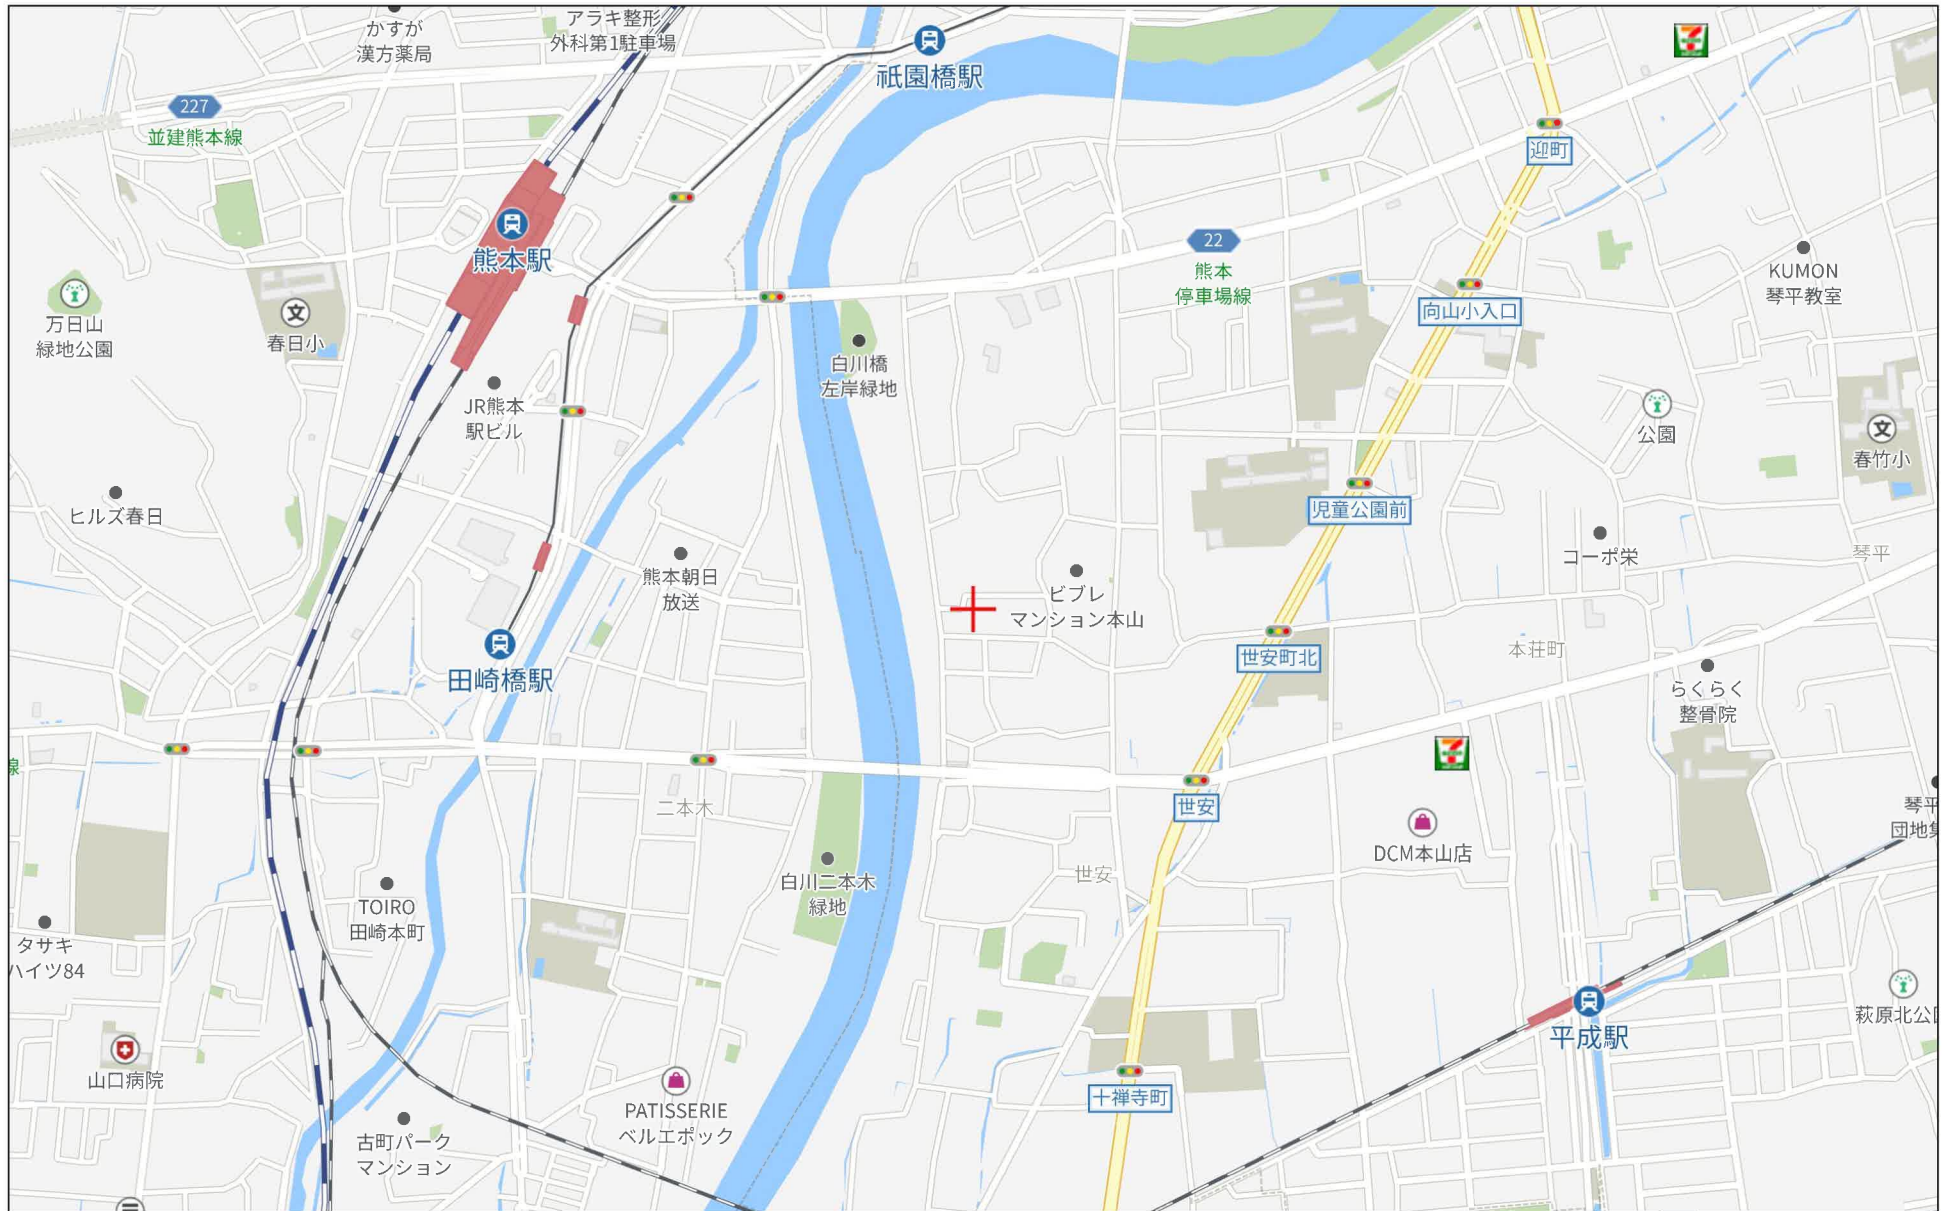 かすが
漢方薬局
アラキ整形
外科第1駐車場
祇園橋駅
227
並建熊本線
迎町
熊本駅
22
熊本
停車場線
KUMON
琴平教室
向山小入口
万日山
緑地公園
春日小
白川橋
左岸緑地
JR熊本
駅ビル
公園
春竹小
ヒルズ春日
児童公園前
コーポ栄
琴平
熊本朝日
放送
ビブレ
マンション本山
世安町北
本荘町
田崎橋駅
らくらく
整骨院
線
二本木
世安
DCM本山店
琴平
団地集
世安
白川二本木
緑地
TOIRO
田崎本町
タサキ
ハイツ84
萩原北公園
平成駅
山口病院
十禅寺町
PATISSERIE
ベルエポック
古町パーク
マンション